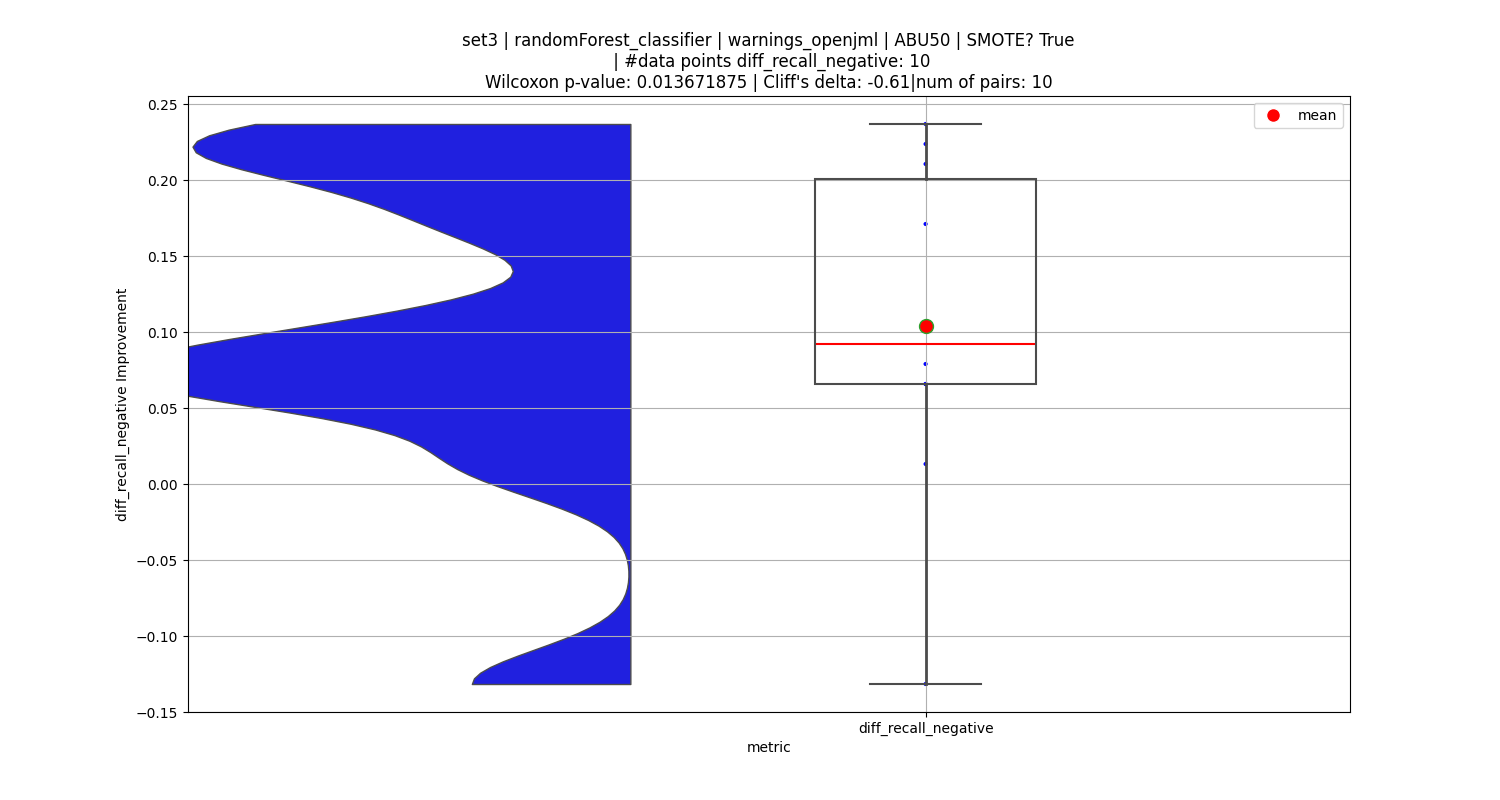 set3 | randomForest_classifier | warnings_openjml | ABU50 | SMOTE? True
| #data points diff_recall_negative: 10
Wilcoxon p-value: 0.013671875 | Cliff's delta: -0.61|num of pairs: 10
mean
0.25
0.20
0.15
0.10
0.05
0.00
−0.05
−0.10
−0.15
diff_recall_negative Improvement
diff_recall_negative
metric